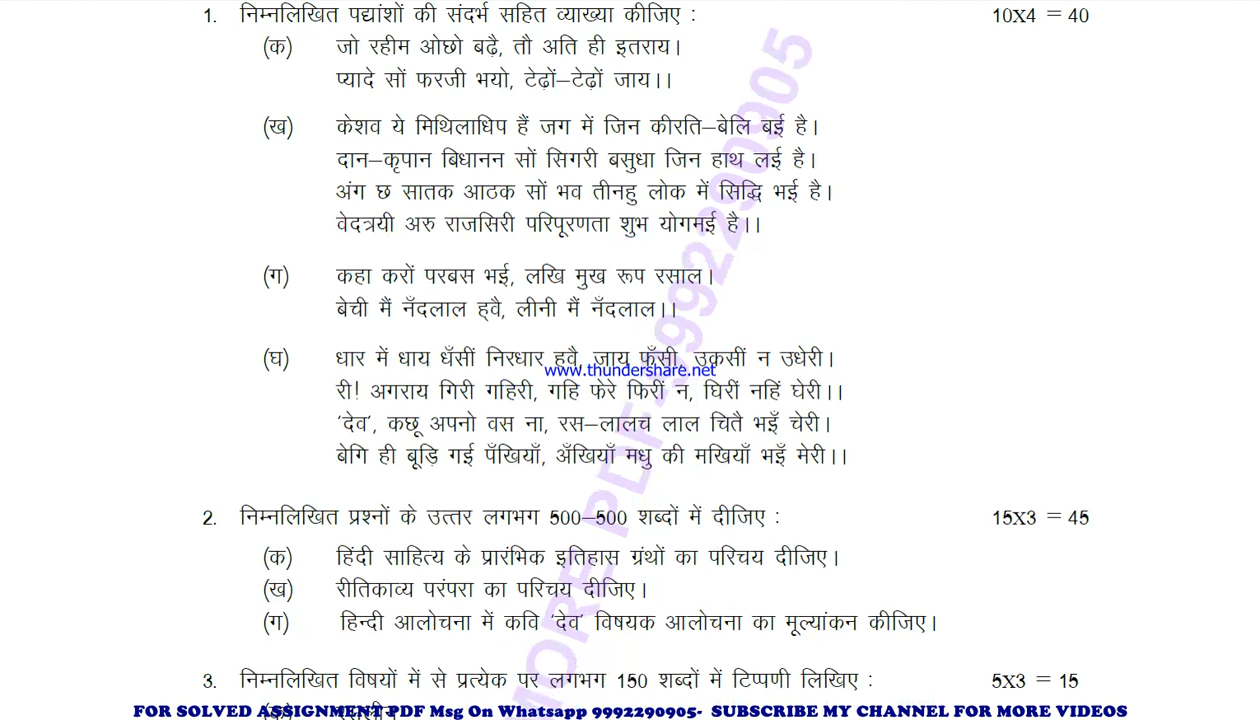 1. निम्नलिखित पद्यांशों की संदर्भ सहित व्याख्या कीजिए : 10X4 = 40
(क) जो रहीम ओछो बढ़ै, तौ अति ही इतराय।
प्यादे सों फरजी भयो, टेढ़ों–टेढ़ों जाय।।
(ख) केशव ये मिथिलाधिप हैं जग में जिन कीरति–बेलि बई है।
दान–कृपान बिधानन सों सिगरी बसुधा जिन हाथ लई है।
अंग छ सातक आठक सों भव तीनहु लोक में सिद्धि भई है।
वेदत्रयी अरु राजसिरी परिपूरणता शुभ योगमई है।।
(ग) कहा करों परबस भई, लखि मुख रूप रसाल।
बेची मैं नँदलाल ह्वै, लीनी मैं नँदलाल।।
(घ) धार में धाय धँसीं निरधार हवै, जाय फँसी, उकसीं न उधेरी।
www.thundershare.net
री! अगराय गिरी गहिरी, गहि फेरे फिरीं न, घिरीं नहिं घेरी।।
'देव', कछू अपनो वस ना, रस–लालच लाल चितै भइँ चेरी।
बेगि ही बूड़ि गई पँखियाँ, अँखियाँ मधु की मखियाँ भइँ मेरी।।
2. निम्नलिखित प्रश्नों के उत्तर लगभग 500–500 शब्दों में दीजिए : 15X3 = 45
(क) हिंदी साहित्य के प्रारंभिक इतिहास ग्रंथों का परिचय दीजिए।
(ख) रीतिकाव्य परंपरा का परिचय दीजिए।
(ग) हिन्दी आलोचना में कवि 'देव' विषयक आलोचना का मूल्यांकन कीजिए।
3. निम्नलिखित विषयों में से प्रत्येक पर लगभग 150 शब्दों में टिप्पणी लिखिए : 5X3 = 15
FOR SOLVED ASSIGNMENT PDF Msg On Whatsapp 9992290905- SUBSCRIBE MY CHANNEL FOR MORE VIDEOS
MORE PDF-9992290905